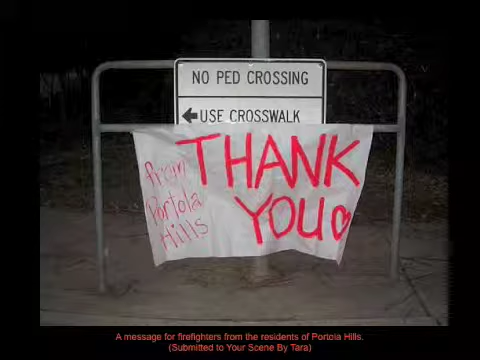 NO PED CROSSING
← USE CROSSWALK
THANK
YOU
from
Portola
Hills
A message for firefighters from the residents of Portola Hills.
(Submitted to Your Scene By Tara)